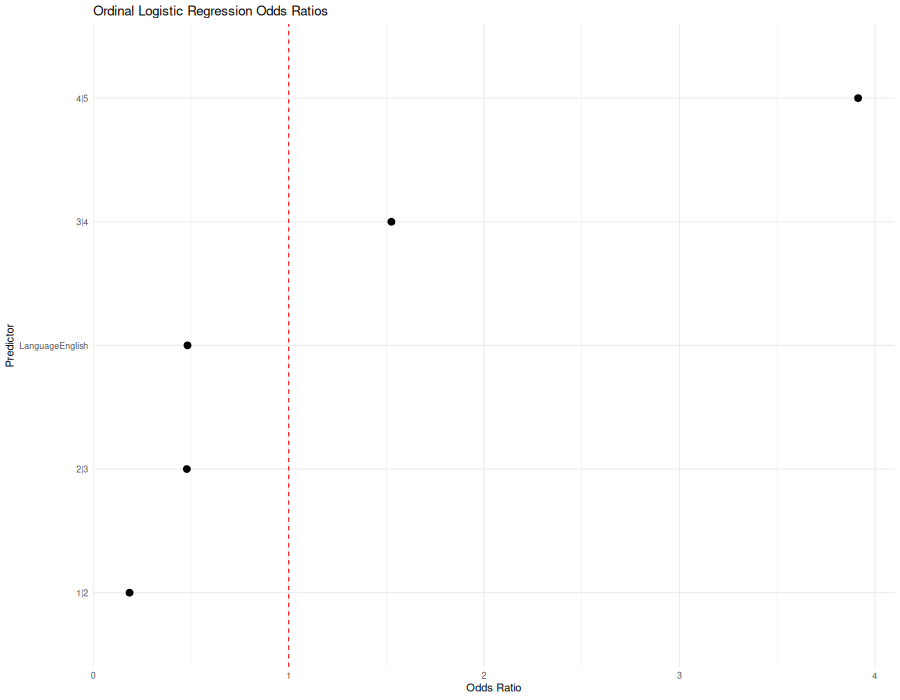 Ordinal Logistic Regression Odds Ratios
4|5
3|4
LanguageEnglish
2|3
1|2
Predictor
0 1 2 3 4
Odds Ratio